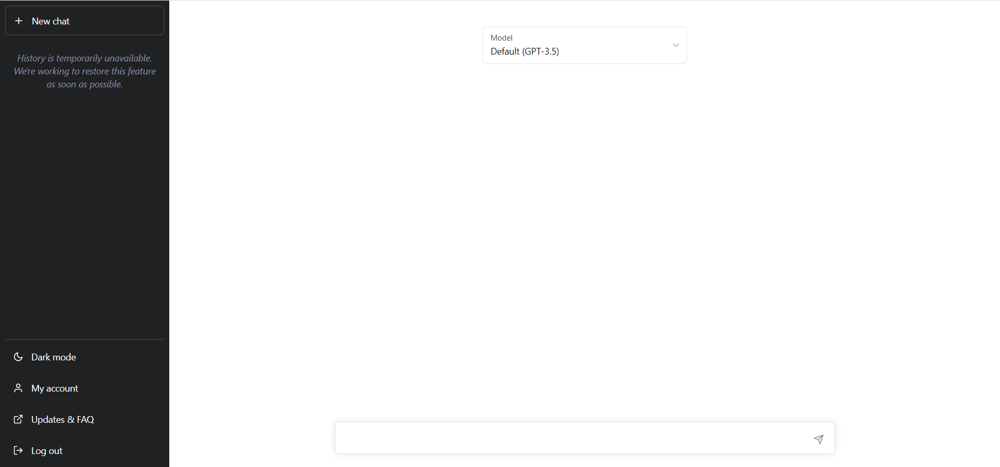 New chat
History is temporarily unavailable.
We're working to restore this feature
as soon as possible.
Dark mode
My account
Updates & FAQ
Log out
Model
Default (GPT-3.5)